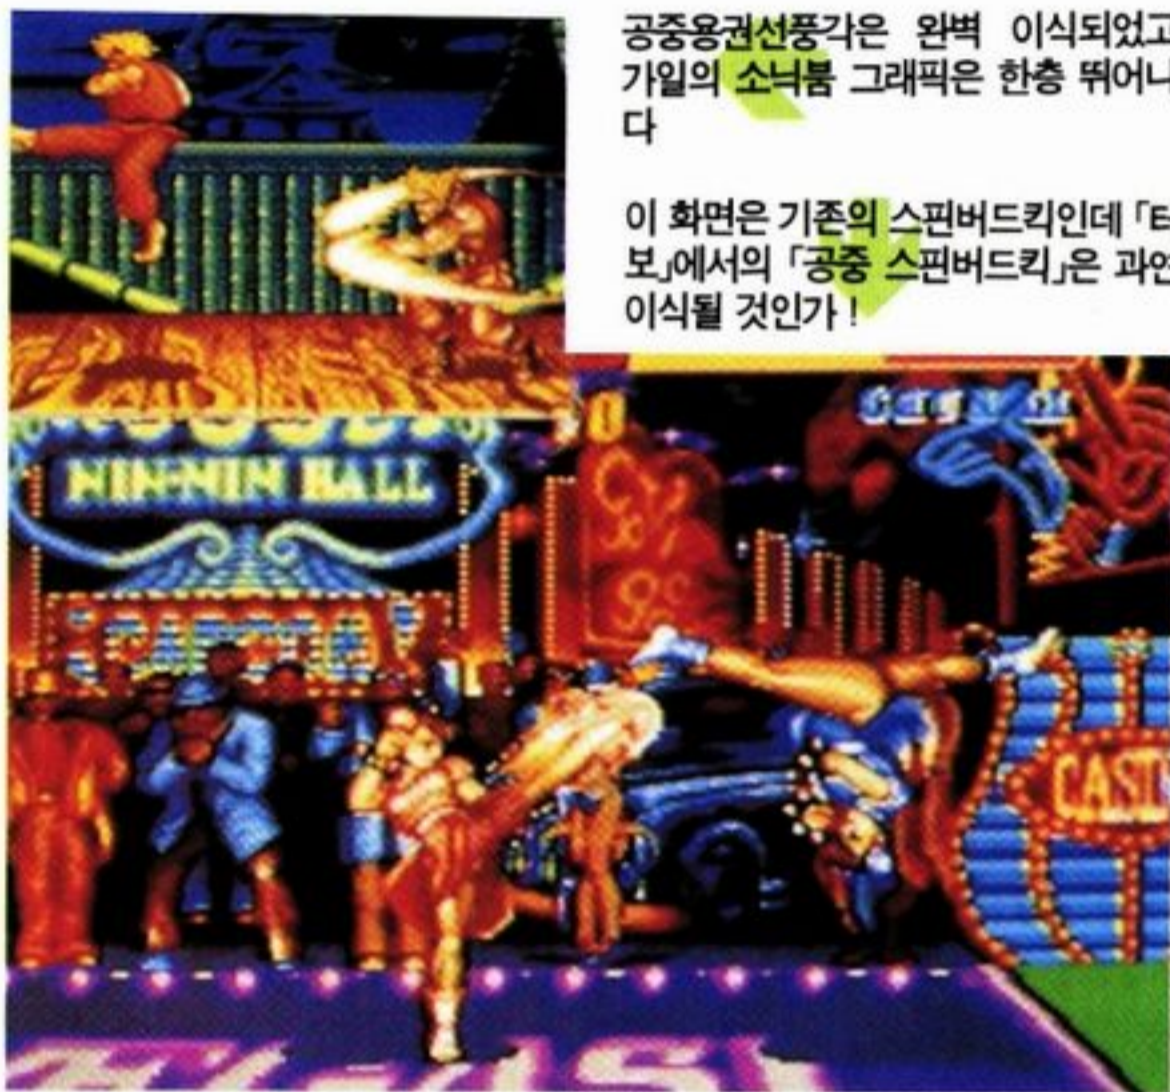 공중용권선풍각은 완벽 이식되었고
가일의 소닉붐 그래픽은 한층 뛰어나
다
이 화면은 기존의 스핀버드킥인데 「터
보」에서의 「공중 스핀버드킥」은 과연
이식될 것인가!
NIN-NIN HALL